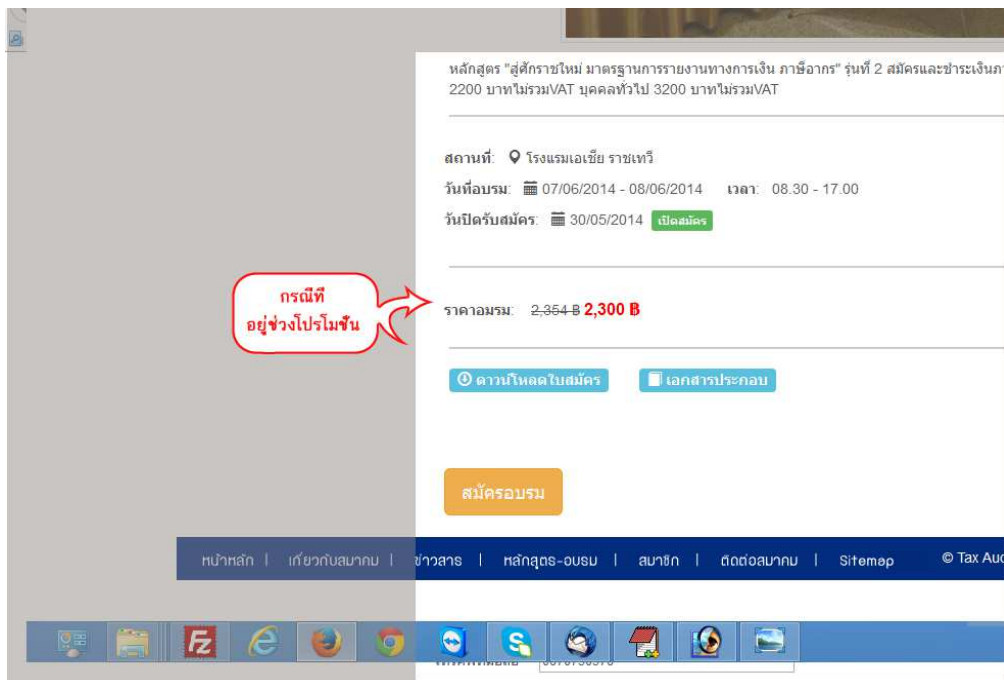 หลักสูตร "สู่ศักราชใหม่ มาตรฐานการรายงานทางการเงิน ภาษีอากร" รุ่นที่ 2 สมัครและชำระเงินภา
2200 บาทไม่รวมVAT บุคคลทั่วไป 3200 บาทไม่รวมVAT
สถานที่: โรงแรมเอเชีย ราชเทวี
วันที่อบรม: 07/06/2014 - 08/06/2014 เวลา: 08.30 - 17.00
วันปิดรับสมัคร: 30/05/2014 เปิดสมัคร
กรณีที่
อยู่ช่วงโปรโมชั่น
ราคาอมรม: 2,354 ฿ 2,300 ฿
ดาวน์โหลดใบสมัคร เอกสารประกอบ
สมัครอบรม
หน้าหลัก | เกี่ยวกับสมาคม | ข่าวสาร | หลักสูตร-อบรม | สมาชิก | ติดต่อสมาคม | Sitemap © Tax Aud